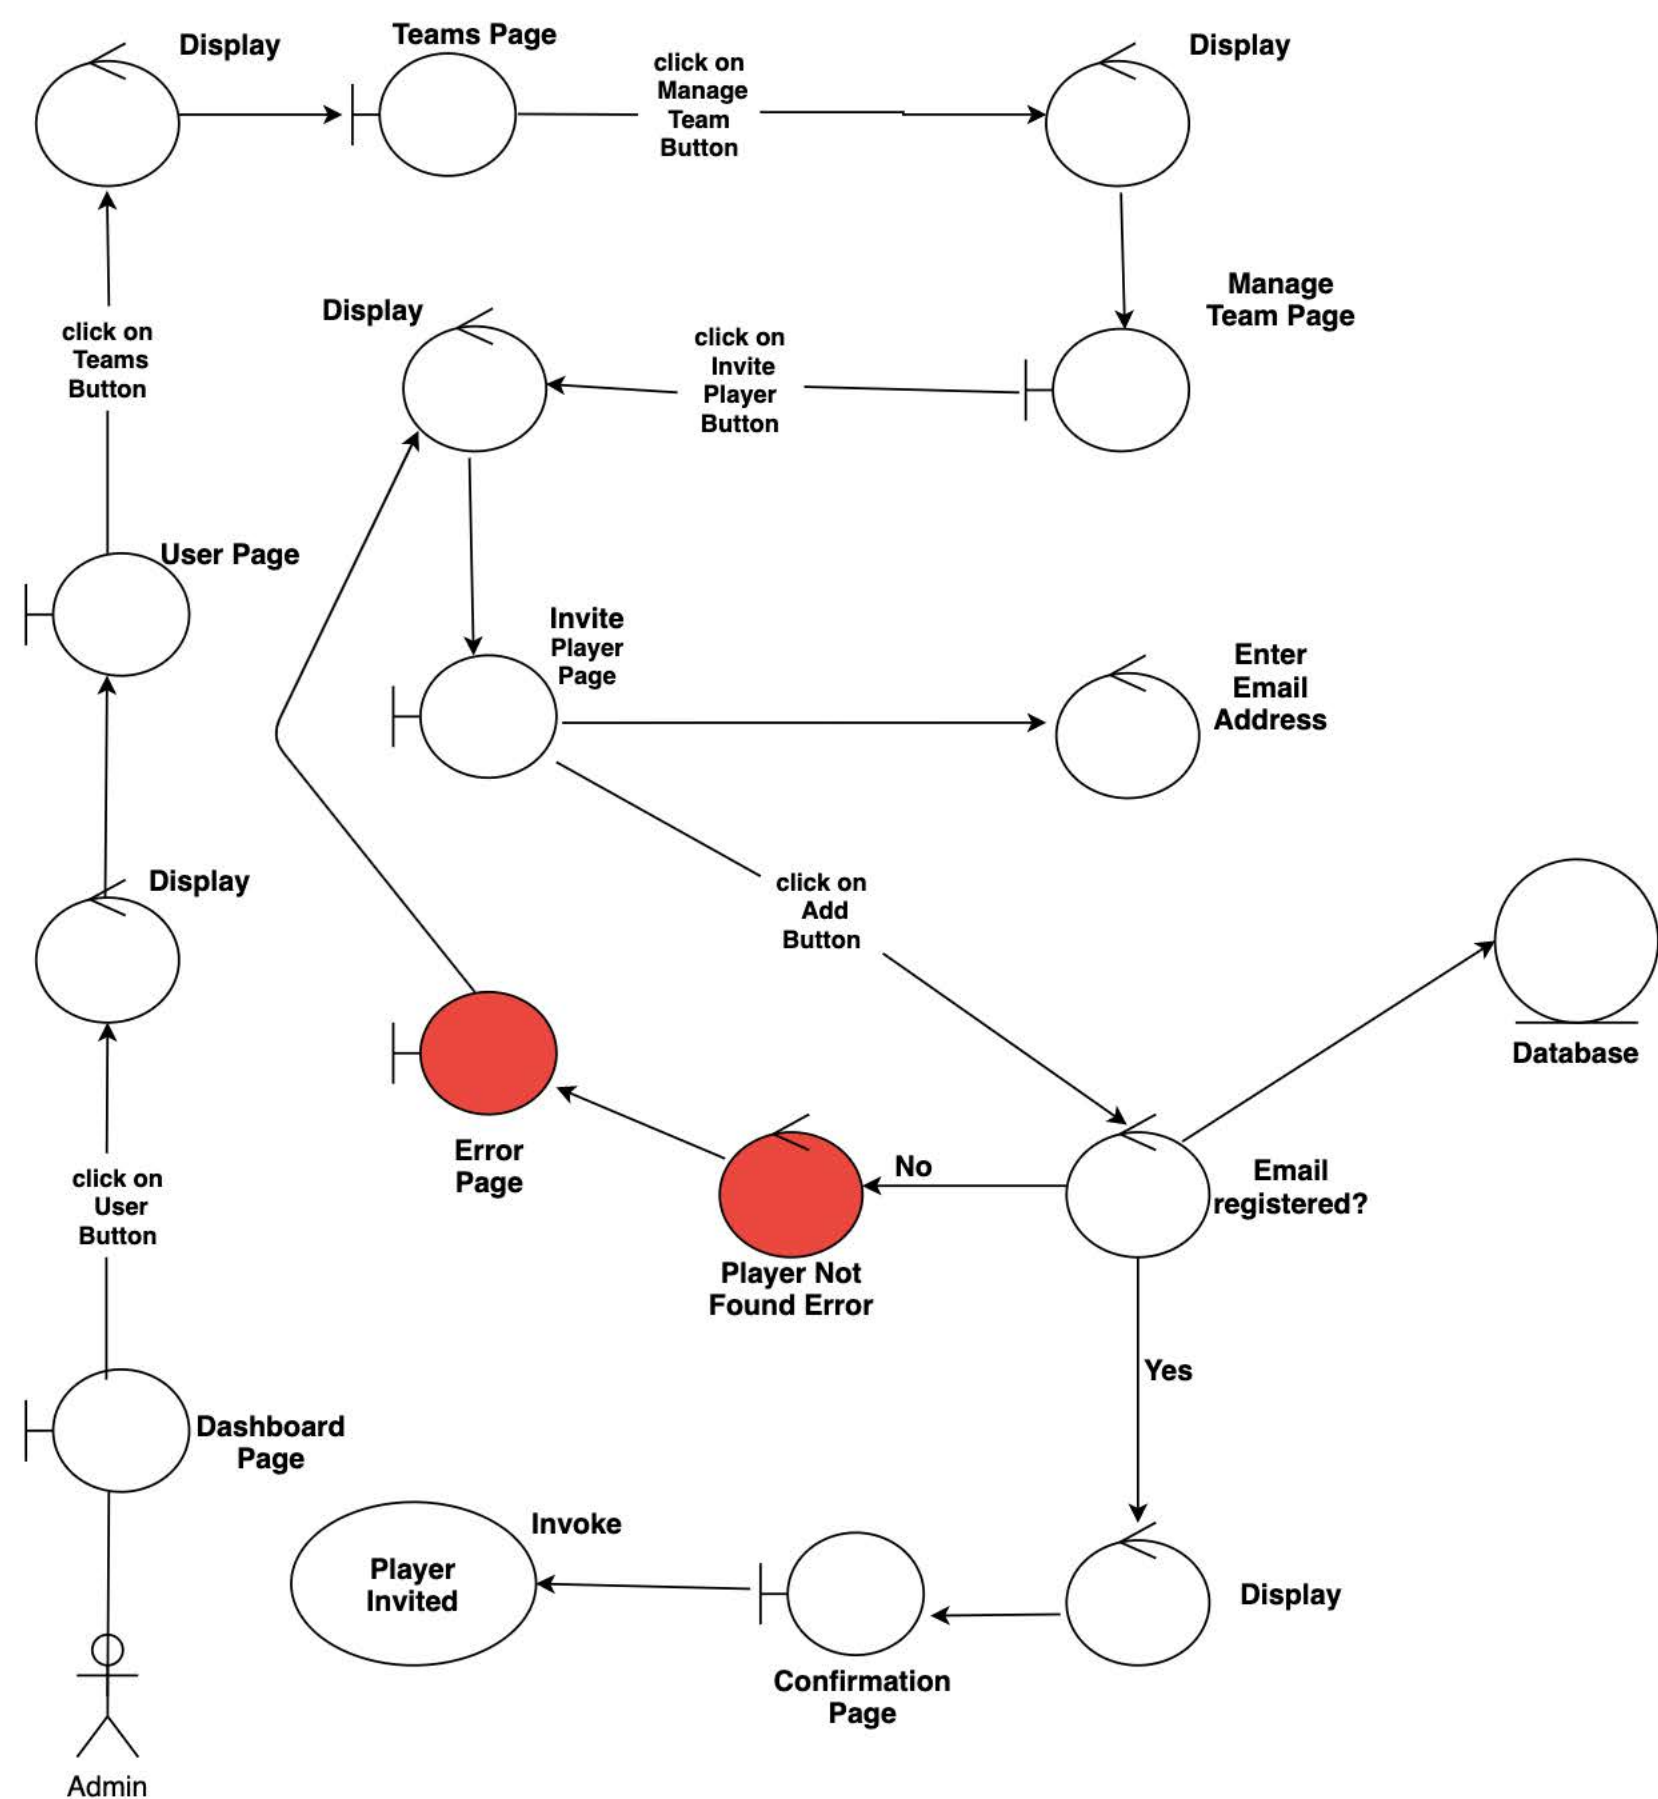 Display
Teams Page
click on
Manage
Team
Button
Display
Manage
Team Page
Display
click on
Invite
Player
Button
click on
Teams
Button
User Page
Invite
Player
Page
Enter
Email
Address
Display
click on
Add
Button
Database
Error
Page
No
Email
registered?
click on
User
Button
Player Not
Found Error
Yes
Dashboard
Page
Invoke
Player
Invited
Display
Confirmation
Page
Admin